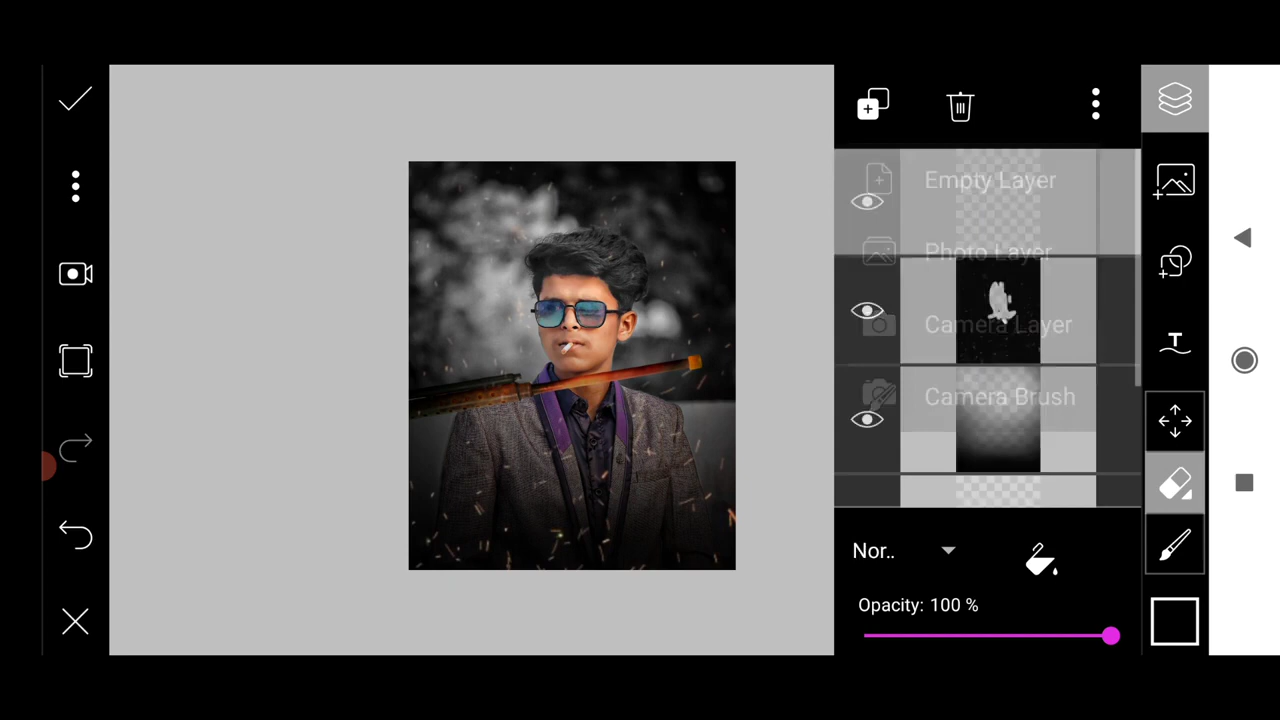 Empty Layer
Photo Layer
Camera Layer
Camera Brush
Nor..
Opacity: 100 %
T